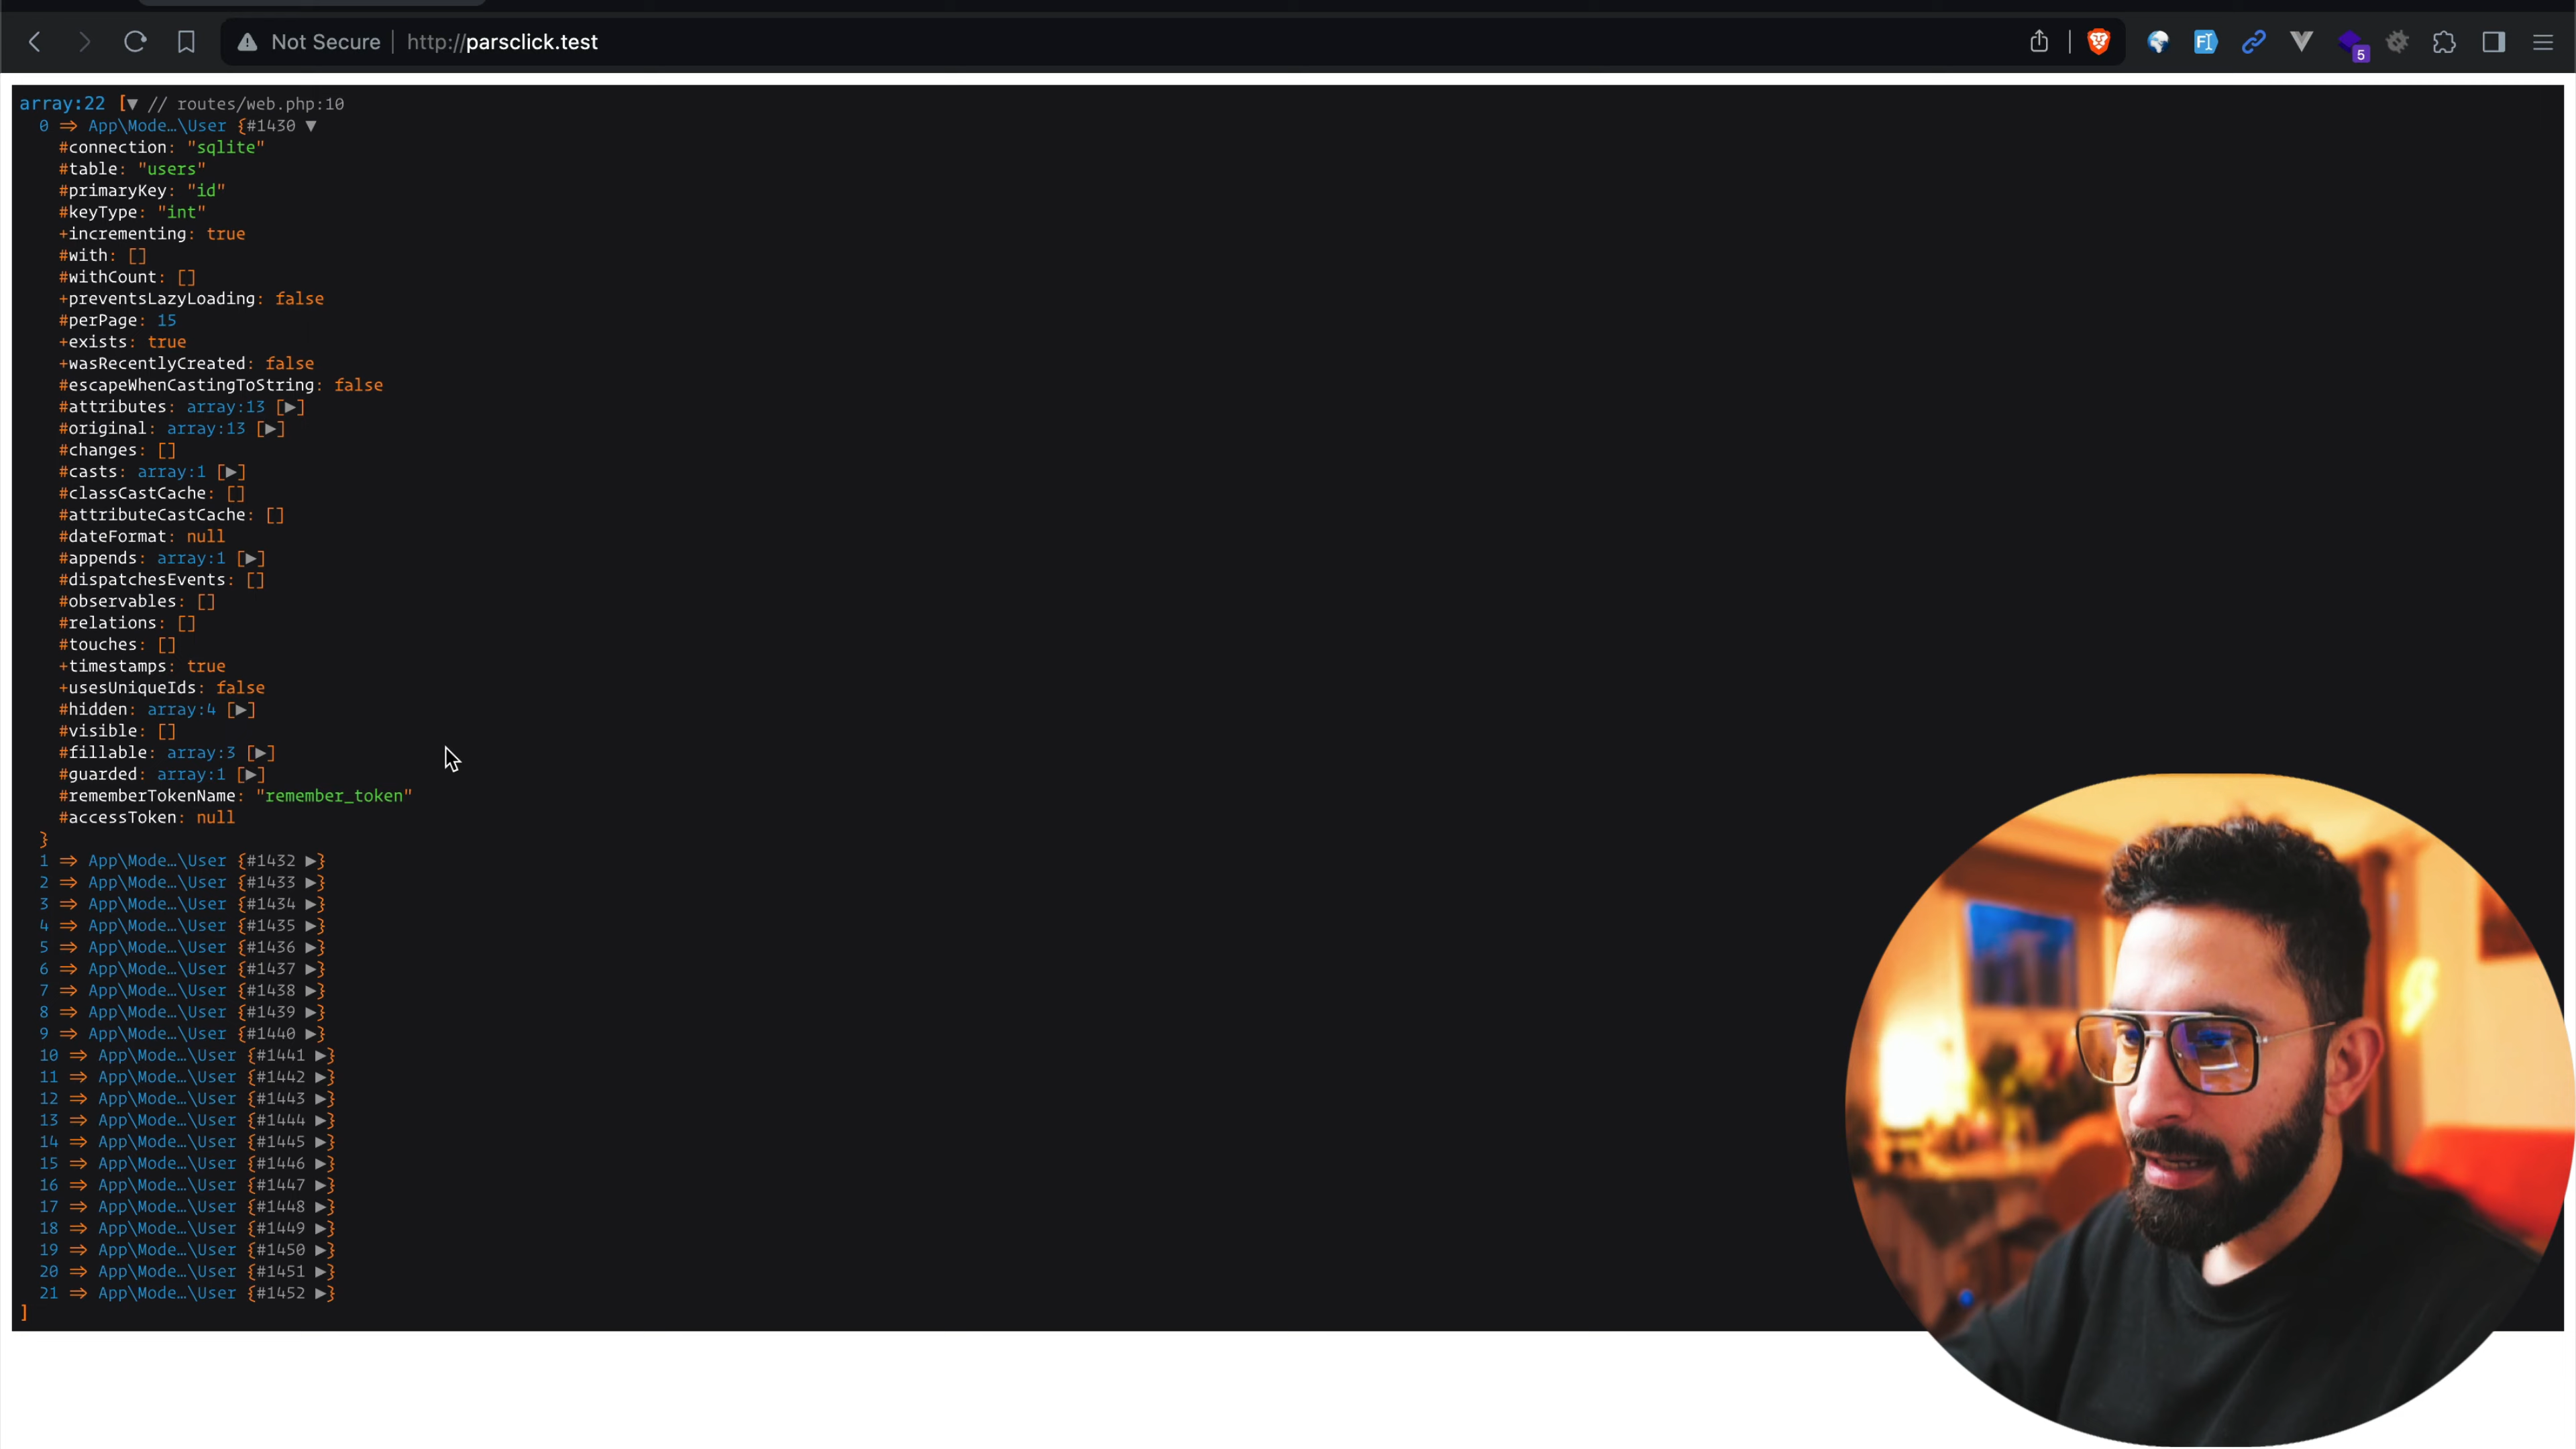 Not Secure | http://parsclick.test
5
array:22 [▼ // routes/web.php:10
0 => App\Mode…\User {#1430 ▼
#connection: "sqlite"
#table: "users"
#primaryKey: "id"
#keyType: "int"
+incrementing: true
#with: []
#withCount: []
+preventsLazyLoading: false
#perPage: 15
+exists: true
+wasRecentlyCreated: false
#escapeWhenCastingToString: false
#attributes: array:13 [▶]
#original: array:13 [▶]
#changes: []
#casts: array:1 [▶]
#classCastCache: []
#attributeCastCache: []
#dateFormat: null
#appends: array:1 [▶]
#dispatchesEvents: []
#observables: []
#relations: []
#touches: []
+timestamps: true
+usesUniqueIds: false
#hidden: array:4 [▶]
#visible: []
#fillable: array:3 [▶]
#guarded: array:1 [▶]
#rememberTokenName: "remember_token"
#accessToken: null
}
1 => App\Mode…\User {#1432 ▶}
2 => App\Mode…\User {#1433 ▶}
3 => App\Mode…\User {#1434 ▶}
4 => App\Mode…\User {#1435 ▶}
5 => App\Mode…\User {#1436 ▶}
6 => App\Mode…\User {#1437 ▶}
7 => App\Mode…\User {#1438 ▶}
8 => App\Mode…\User {#1439 ▶}
9 => App\Mode…\User {#1440 ▶}
10 => App\Mode…\User {#1441 ▶}
11 => App\Mode…\User {#1442 ▶}
12 => App\Mode…\User {#1443 ▶}
13 => App\Mode…\User {#1444 ▶}
14 => App\Mode…\User {#1445 ▶}
15 => App\Mode…\User {#1446 ▶}
16 => App\Mode…\User {#1447 ▶}
17 => App\Mode…\User {#1448 ▶}
18 => App\Mode…\User {#1449 ▶}
19 => App\Mode…\User {#1450 ▶}
20 => App\Mode…\User {#1451 ▶}
21 => App\Mode…\User {#1452 ▶}
]